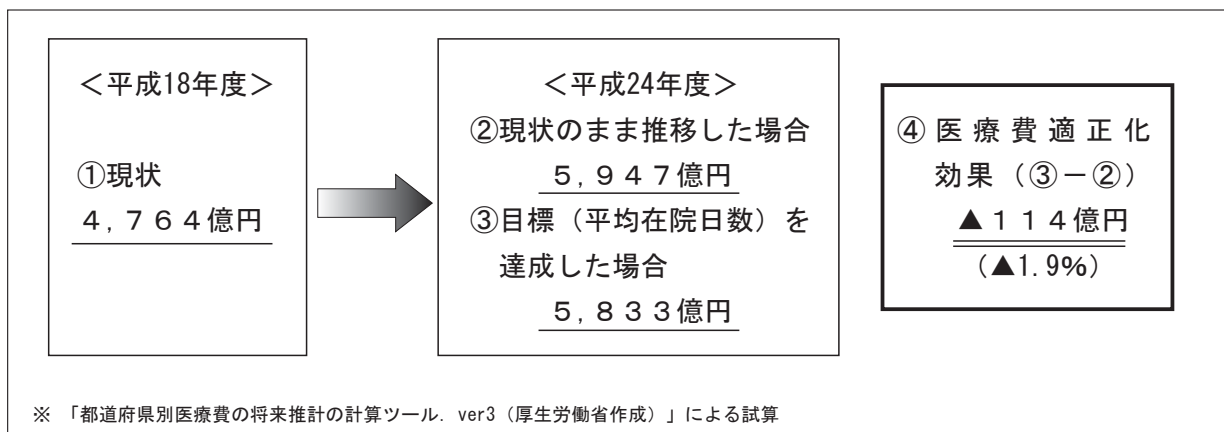 ＜平成18年度＞
①現状
４，７６４億円
＜平成24年度＞
②現状のまま推移した場合
５，９４７億円
③目標（平均在院日数）を
達成した場合
５，８３３億円
④医療費適正化
効果（③－②）
▲１１４億円
（▲1.9％）
※ 「都道府県別医療費の将来推計の計算ツール．ver3（厚生労働省作成）」による試算